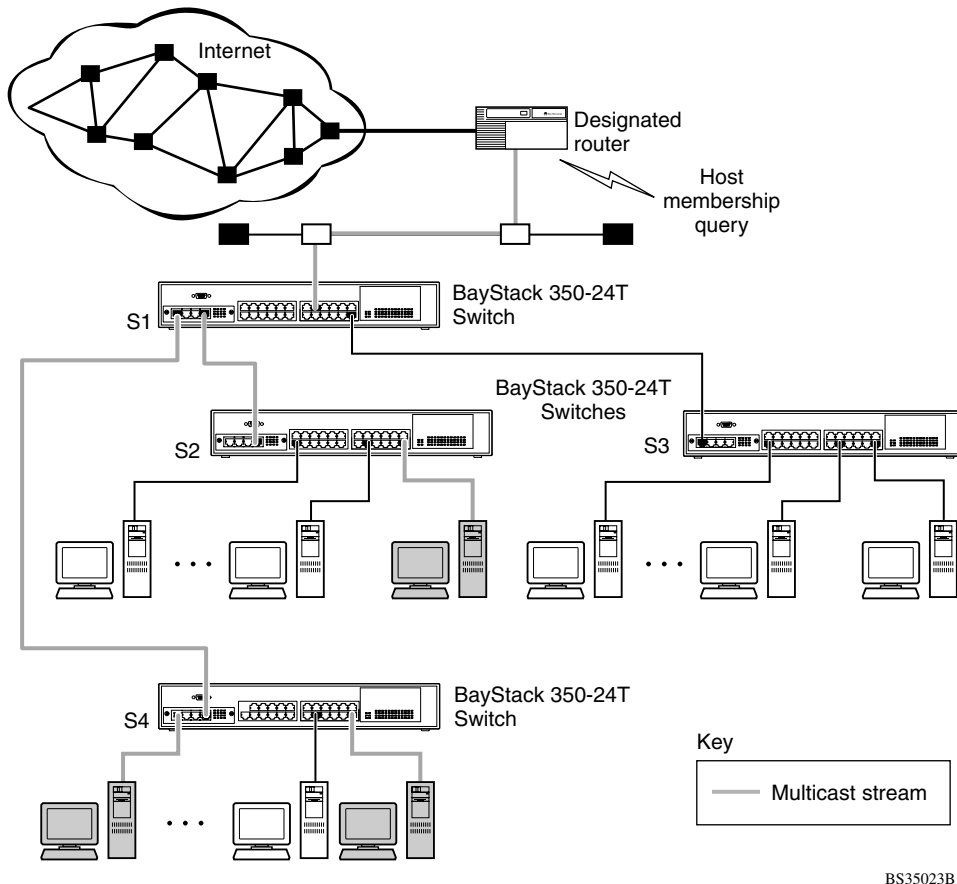 Internet
Designated
router
Host
membership
query
BayStack 350-24T
Switch
S1
BayStack 350-24T
Switches
S2
S3
BayStack 350-24T
Switch
S4
Key
Multicast stream
BS35023B